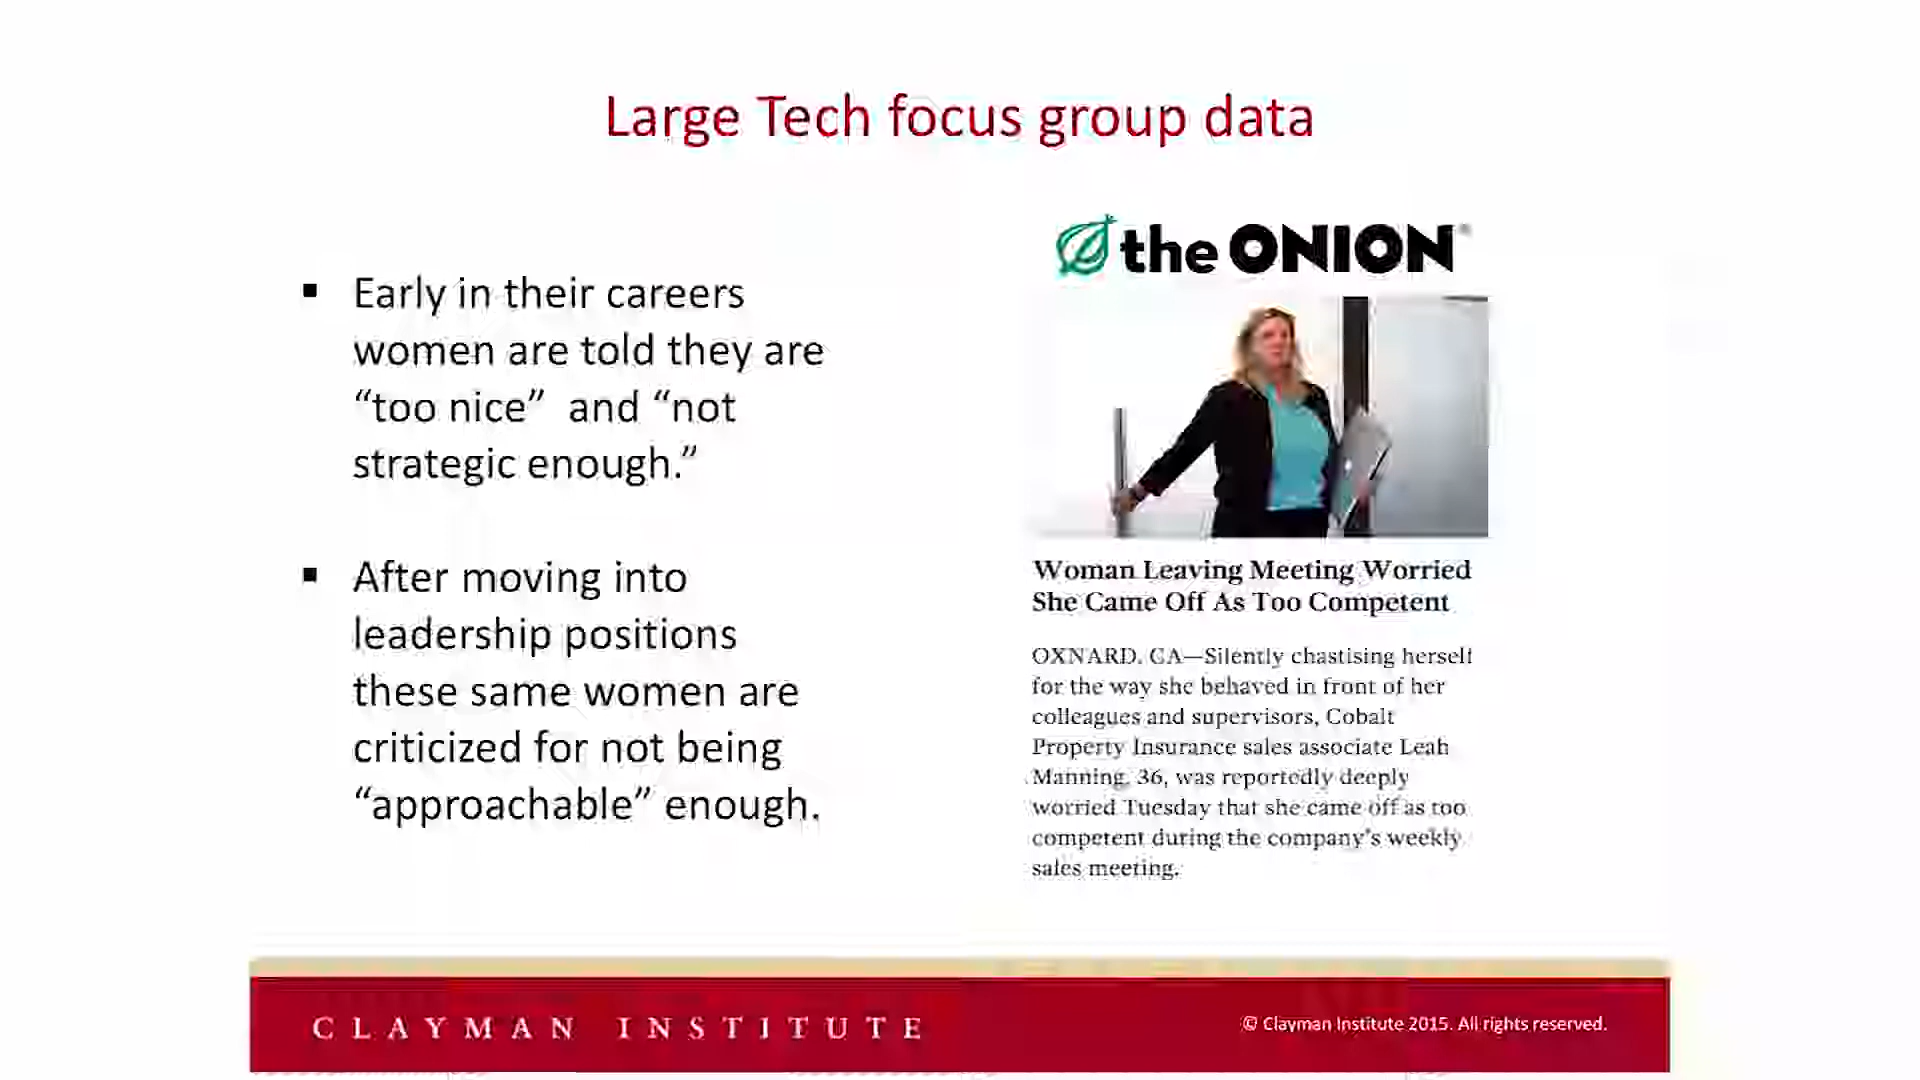 Large Tech focus group data
▪ Early in their careers
women are told they are
“too nice”  and “not
strategic enough.”
▪ After moving into
leadership positions
these same women are
criticized for not being
“approachable” enough.
the ONION
Woman Leaving Meeting Worried
She Came Off As Too Competent
OXNARD, CA—Silently chastising herself
for the way she behaved in front of her
colleagues and supervisors, Cobalt
Property Insurance sales associate Leah
Manning, 36, was reportedly deeply
worried Tuesday that she came off as too
competent during the company’s weekly
sales meeting.
CLAYMAN INSTITUTE
© Clayman Institute 2015. All rights reserved.